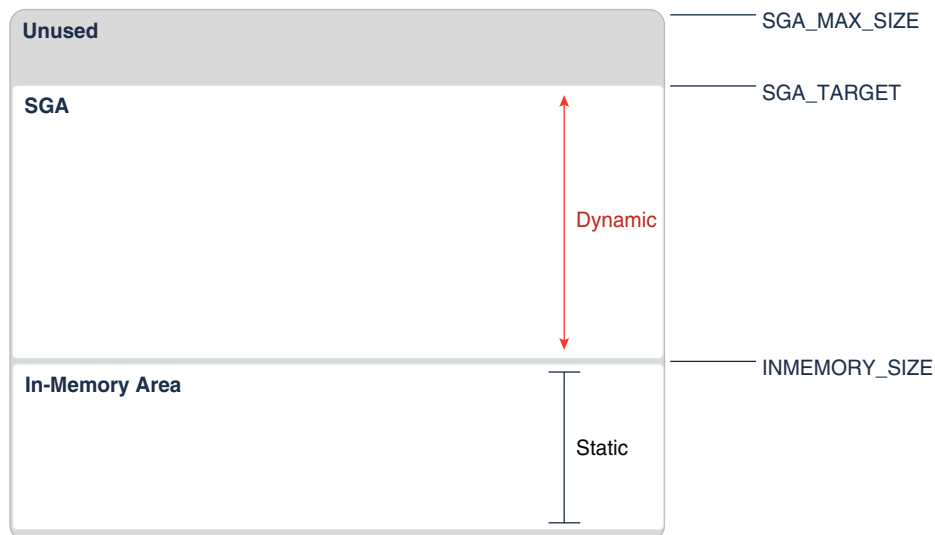 Unused
SGA_MAX_SIZE
SGA_TARGET
SGA
Dynamic
INMEMORY_SIZE
In-Memory Area
Static